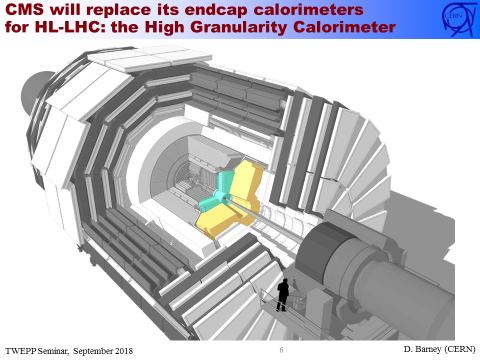 CMS will replace its endcap calorimeters
for HL-LHC: the High Granularity Calorimeter
CERN
TWEPP Seminar, September 2018
6
D. Barney (CERN)